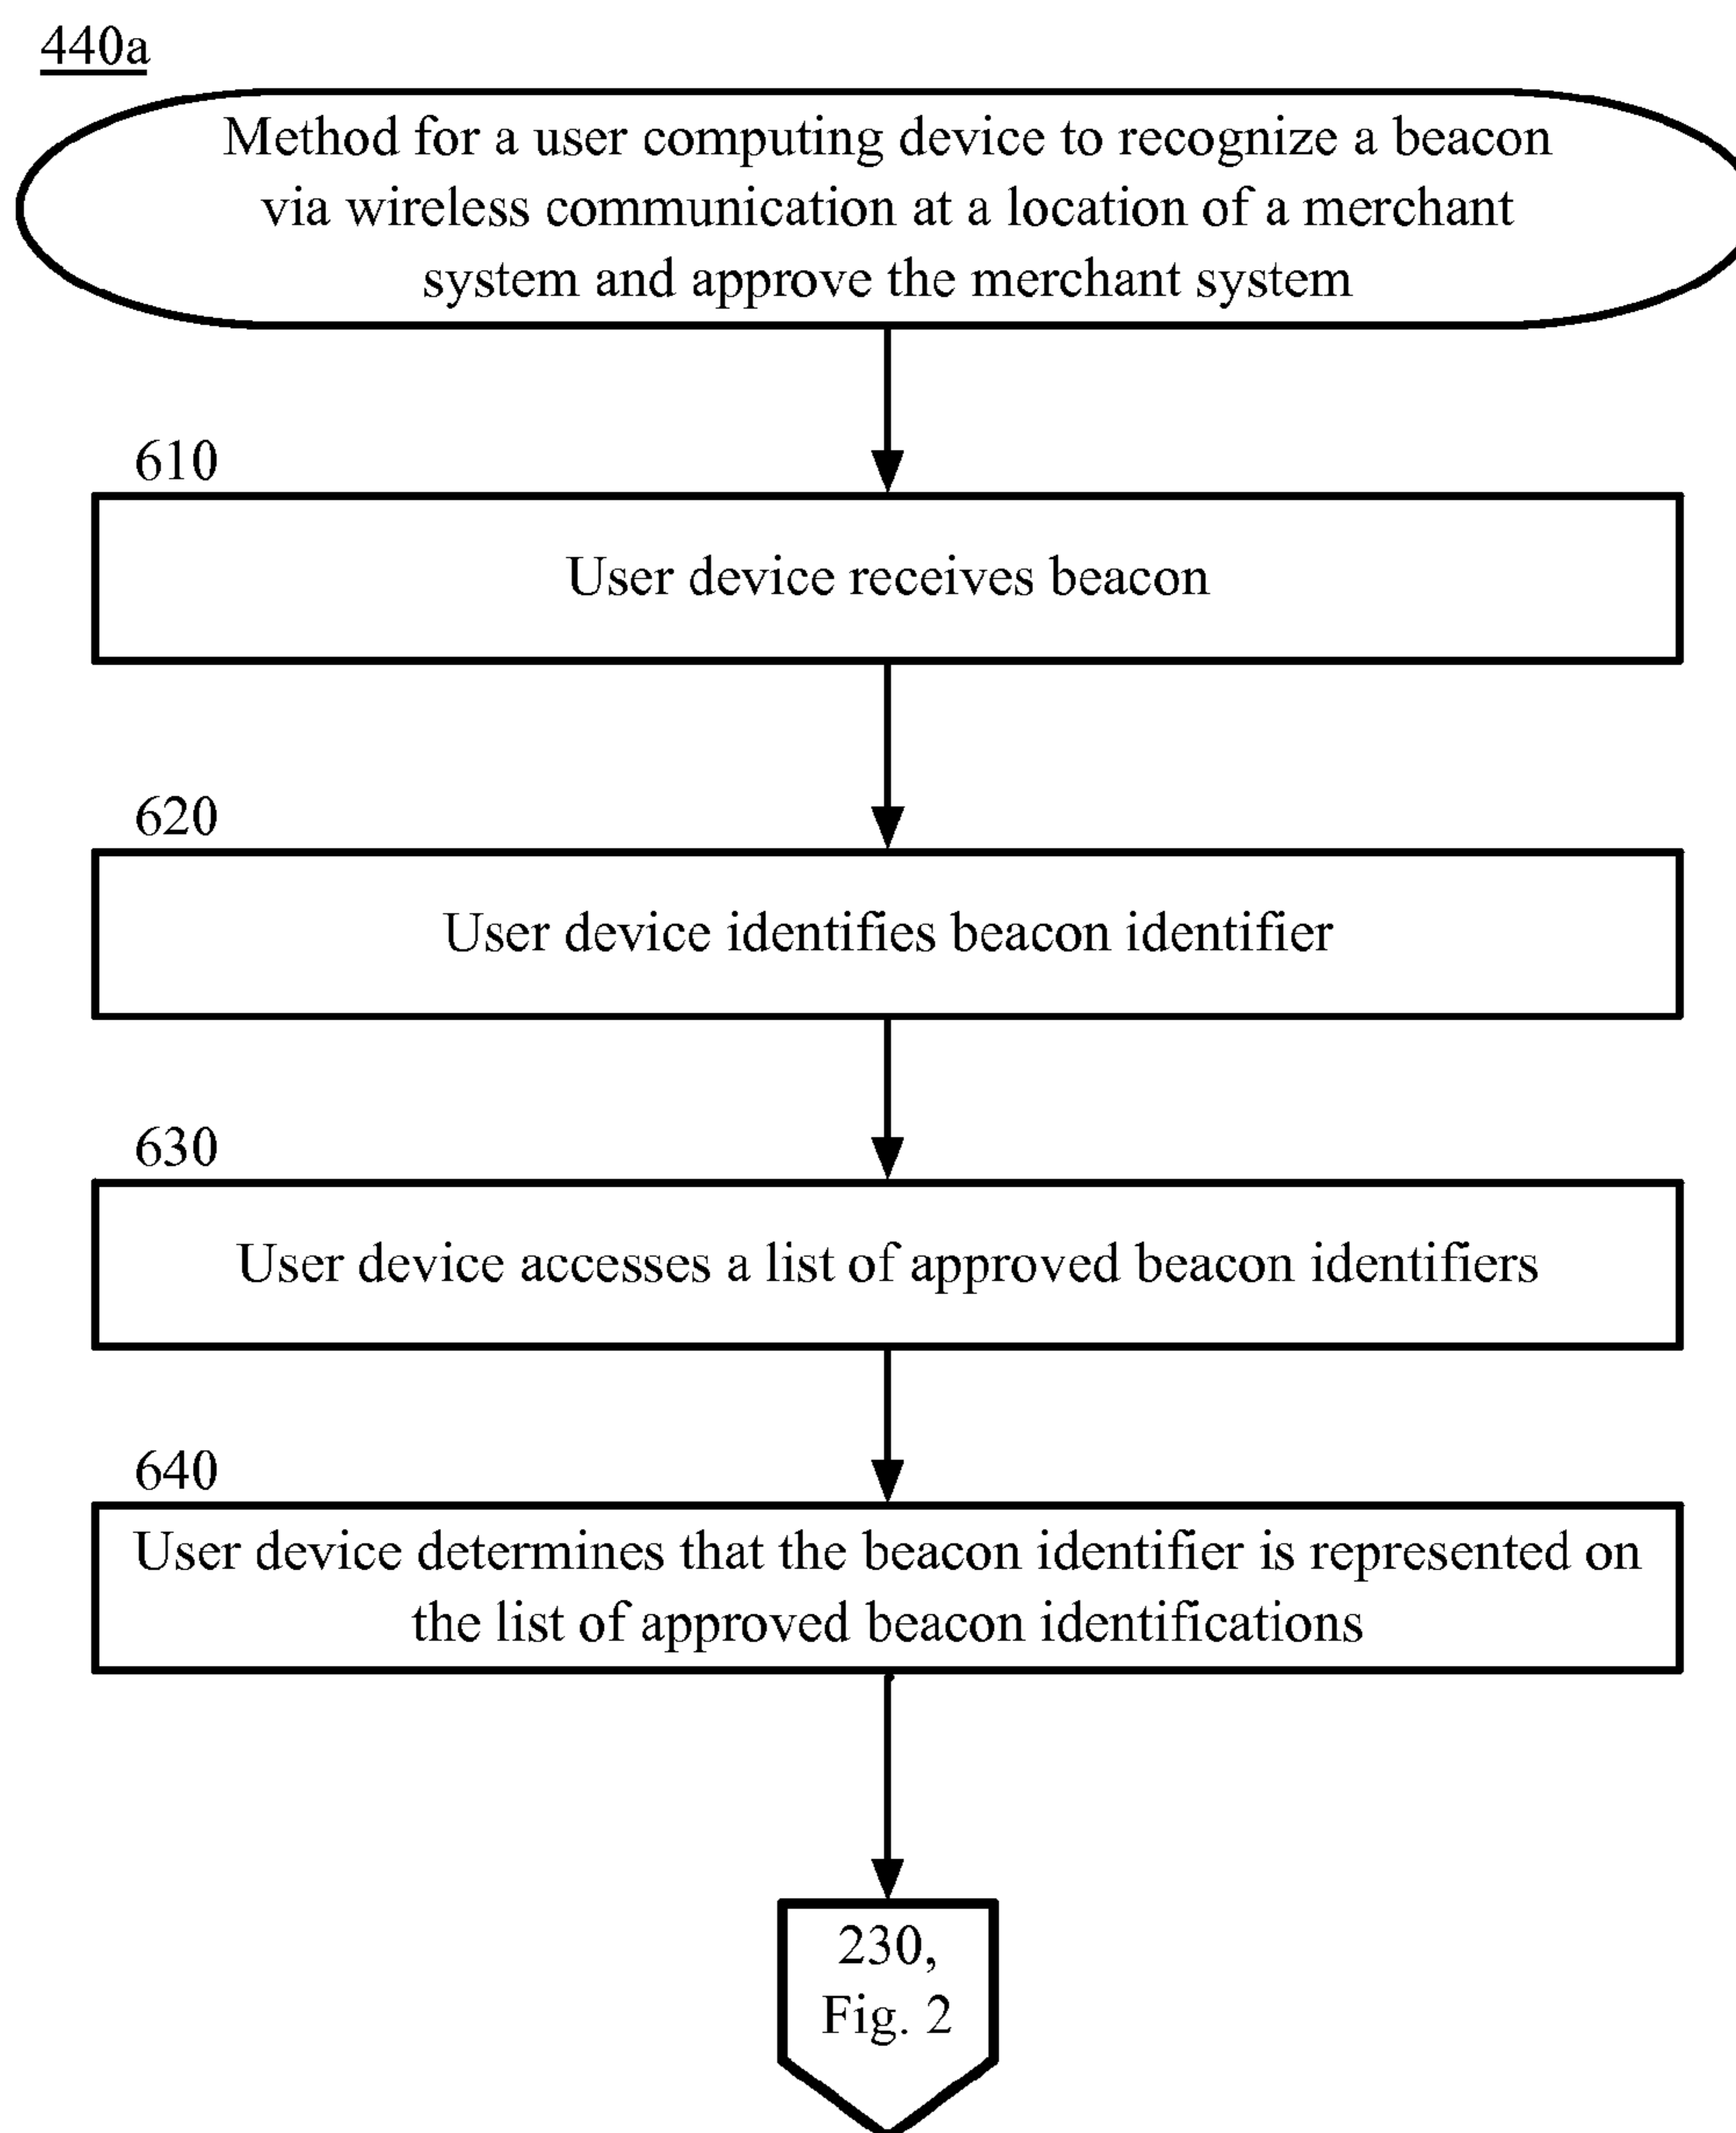 440a
Method for a user computing device to recognize a beacon
via wireless communication at a location of a merchant
system and approve the merchant system
610
User device receives beacon
620
User device identifies beacon identifier
630
User device accesses a list of approved beacon identifiers
640
User device determines that the beacon identifier is represented on
the list of approved beacon identifications
230,
Fig. 2